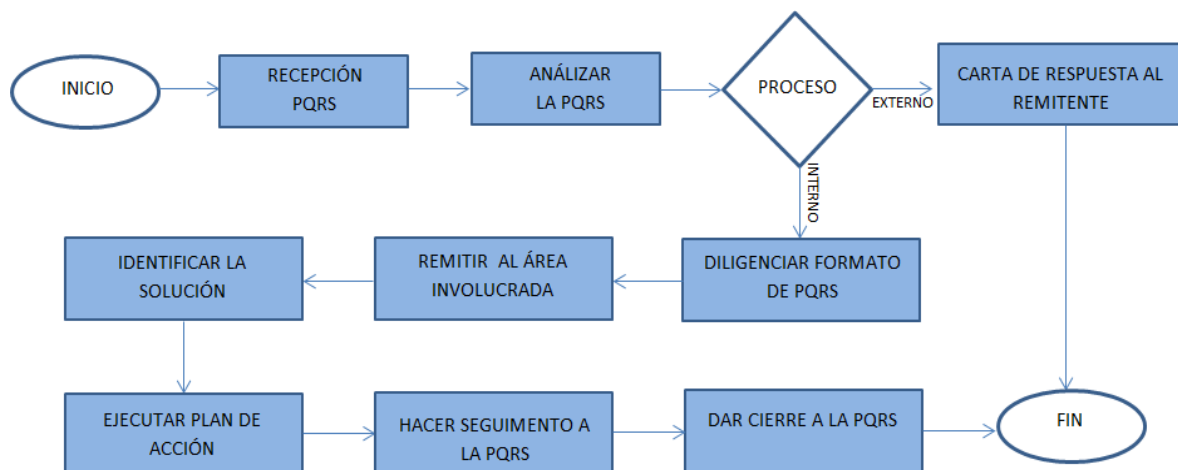 INICIO
RECEPCIÓN
PQRS
ANÁLIZAR
LA PQRS
PROCESO
EXTERNO
CARTA DE RESPUESTA AL
REMITENTE
INTERNO
DILIGENCIAR FORMATO
DE PQRS
REMITIR AL ÁREA
INVOLUCRADA
IDENTIFICAR LA
SOLUCIÓN
EJECUTAR PLAN DE
ACCIÓN
HACER SEGUIMENTO A
LA PQRS
DAR CIERRE A LA PQRS
FIN